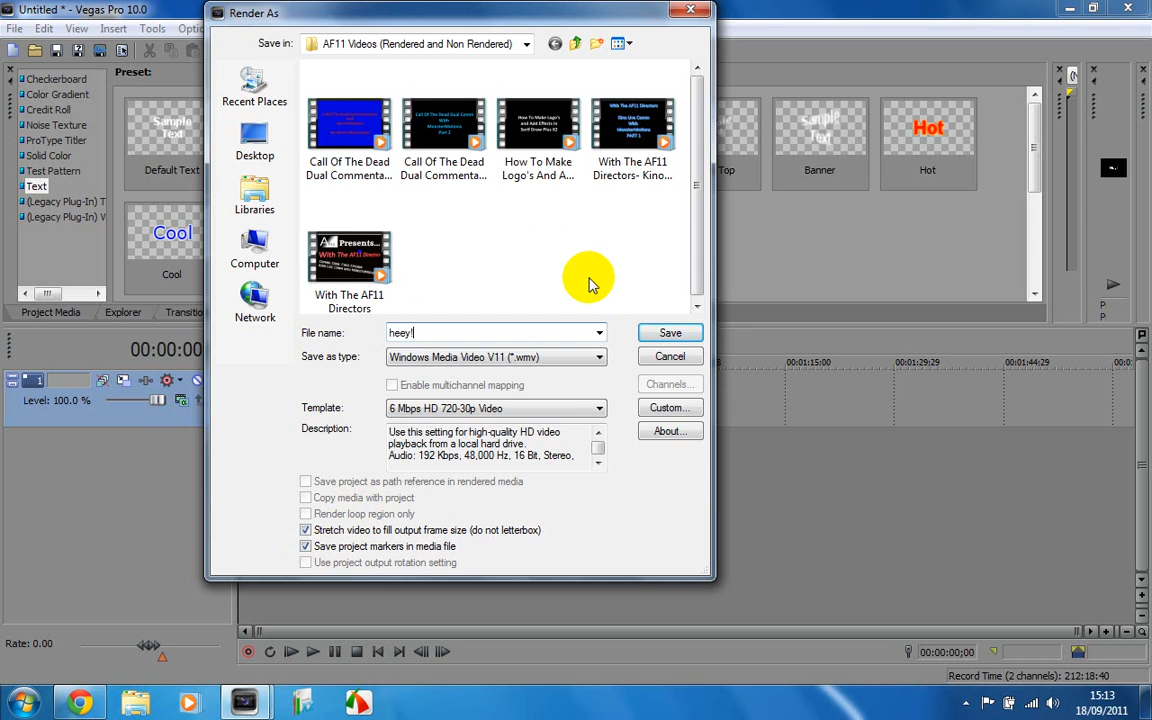 Untitled * - Vegas Pro 10.0
File Edit View Insert Tools
Checkerboard
Color Gradient
Credit Roll
Noise Texture
ProType Titler
Solid Color
Test Pattern
Text
(Legacy Plug-In) T
(Legacy Plug-In) W
Preset:
Sample
Text
Default Text
Cool
Cool
Top
Sample
Text
Banner
Hot
Hot
Project Media
Explorer
Transitio
Render As
Save in:
AF11 Videos (Rendered and Non Rendered)
Recent Places
Desktop
Libraries
Computer
Network
Call Of The Dead
Dual Commenta...
Call Of The Dead
Dual Commenta...
How To Make
Logo's And A...
With The AF11
Directors- Kino...
With The AF11
Directors
File name:
heey!
Save
Save as type:
Windows Media Video V11 (*.wmv)
Cancel
Enable multichannel mapping
Channels...
Template:
6 Mbps HD 720-30p Video
Custom...
Description:
Use this setting for high-quality HD video
playback from a local hard drive.
Audio: 192 Kbps, 48,000 Hz, 16 Bit, Stereo,
About...
Save project as path reference in rendered media
Copy media with project
Render loop region only
Stretch video to fill output frame size (do not letterbox)
Save project markers in media file
Use project output rotation setting
00:00:
1
Level: 100.0 %
00:01:15:00
00:01:29:29
00:01:44:29
00:0
P
P
Rate: 0.00
00:00:00;00
Record Time (2 channels): 212:18:40
15:13
18/09/2011